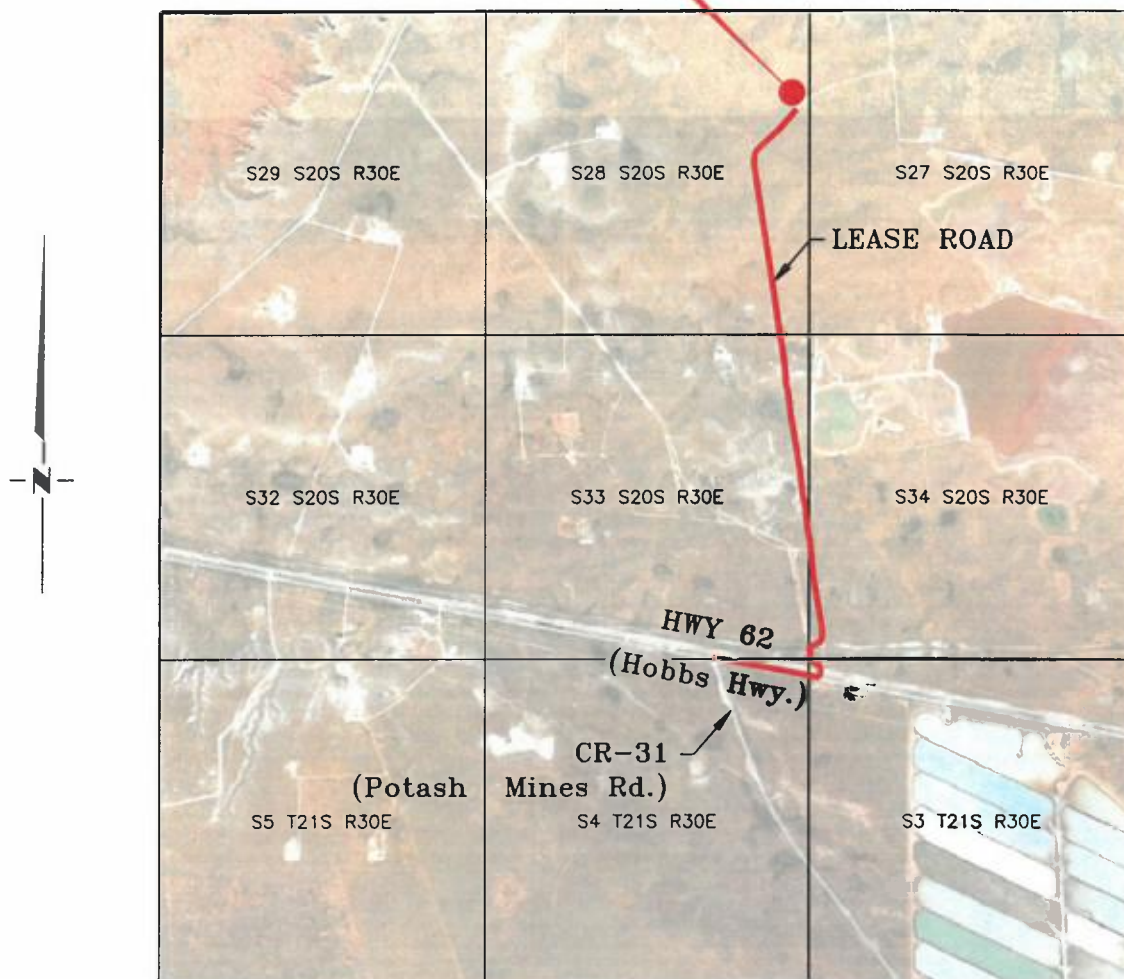 S29 S20S R30E
S28 S20S R30E
S27 S20S R30E
LEASE ROAD
N
S32 S20S R30E
S33 S20S R30E
S34 S20S R30E
HWY 62
(Hobbs Hwy.)
CR-31
(Potash Mines Rd.)
S5 T21S R30E
S4 T21S R30E
S3 T21S R30E